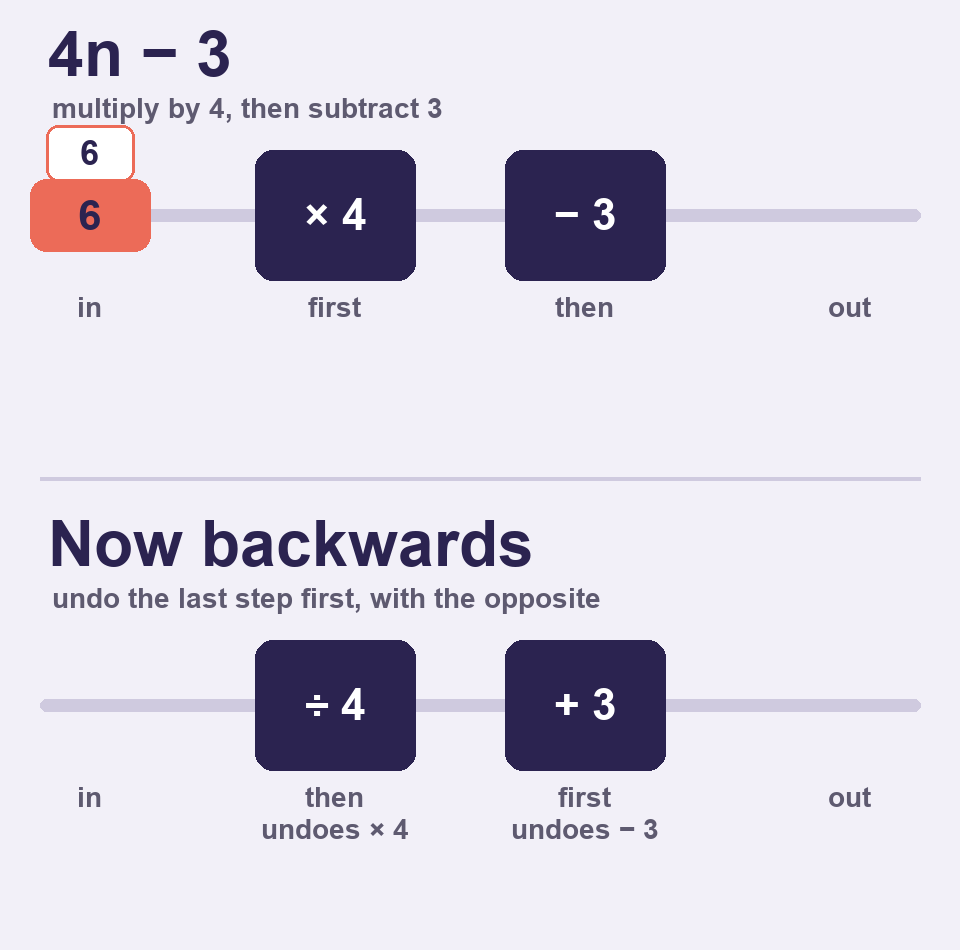 4n − 3
multiply by 4, then subtract 3
6
6 × 4 − 3
in first then out
Now backwards
undo the last step first, with the opposite
÷ 4 + 3
in then first out
undoes × 4 undoes − 3